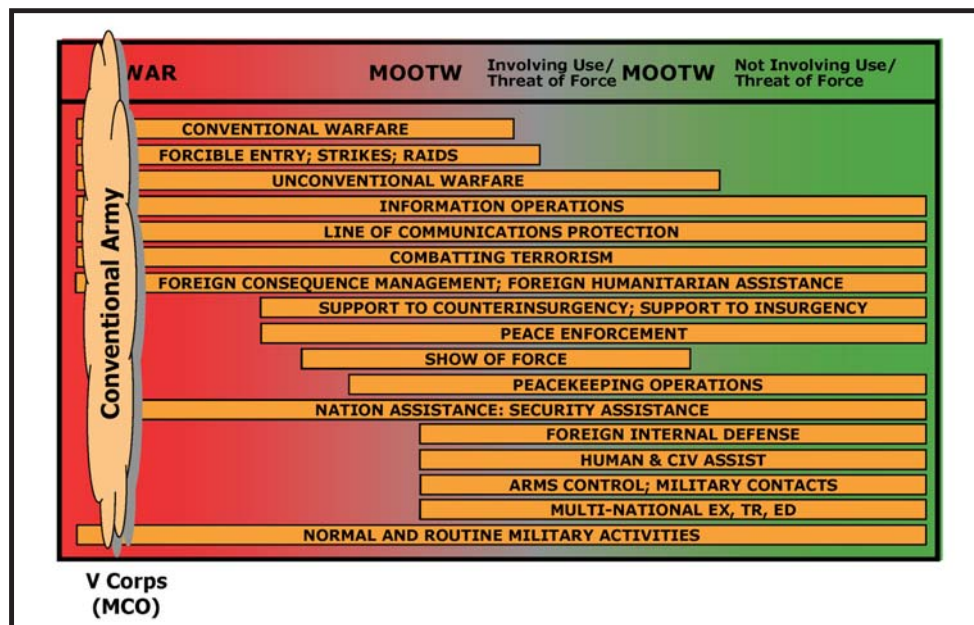 WAR MOOTW Involving Use/ MOOTW Not Involving Use/
Threat of Force Threat of Force
CONVENTIONAL WARFARE
FORCIBLE ENTRY; STRIKES; RAIDS
UNCONVENTIONAL WARFARE
INFORMATION OPERATIONS
LINE OF COMMUNICATIONS PROTECTION
COMBATTING TERRORISM
FOREIGN CONSEQUENCE MANAGEMENT; FOREIGN HUMANITARIAN ASSISTANCE
SUPPORT TO COUNTERINSURGENCY; SUPPORT TO INSURGENCY
PEACE ENFORCEMENT
SHOW OF FORCE
PEACEKEEPING OPERATIONS
NATION ASSISTANCE: SECURITY ASSISTANCE
FOREIGN INTERNAL DEFENSE
HUMAN & CIV ASSIST
ARMS CONTROL; MILITARY CONTACTS
MULTI-NATIONAL EX, TR, ED
NORMAL AND ROUTINE MILITARY ACTIVITIES
Conventional Army
V Corps
(MCO)